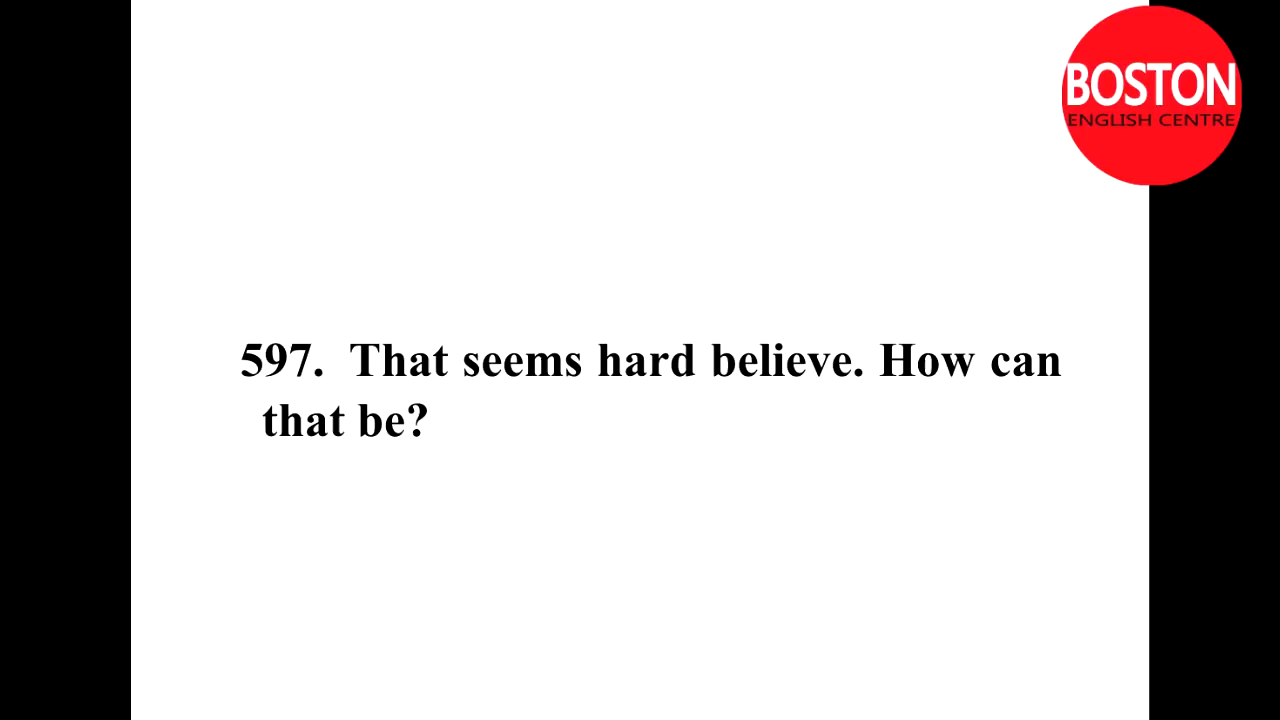 BOSTON
ENGLISH CENTRE
597. That seems hard believe. How can
that be?